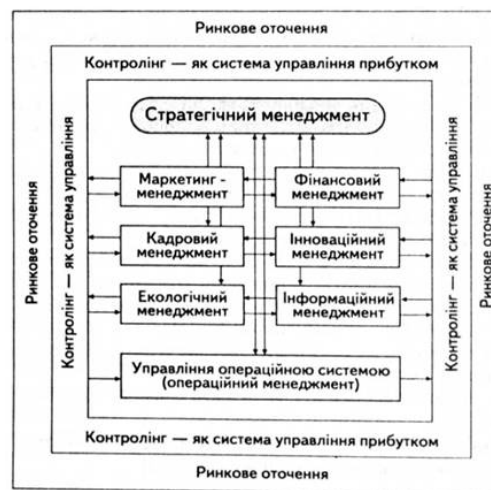 Ринкове оточення
Контролінг — як система управління прибутком
Ринкове оточення
Контролінг — як система управління
Стратегічний менеджмент
Маркетинг -
менеджмент
Фінансовий
менеджмент
Кадровий
менеджмент
Інноваційний
менеджмент
Екологічний
менеджмент
Інформаційний
менеджмент
Управління операційною системою
(операційний менеджмент)
Контролінг — як система управління
Ринкове оточення
Контролінг — як система управління прибутком
Ринкове оточення